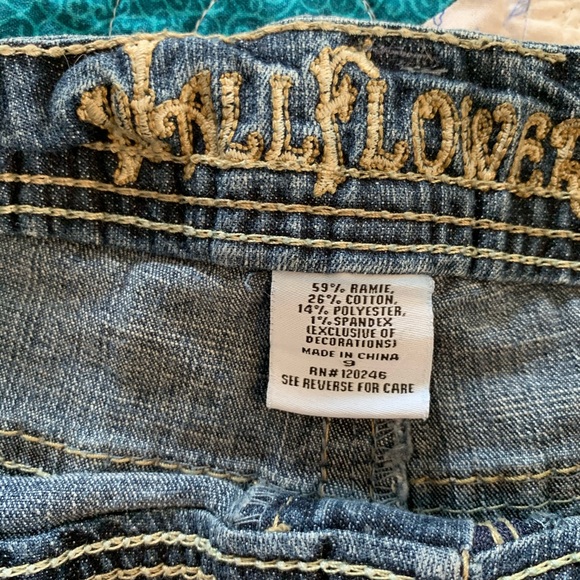 WALLFLOWER
59% RAMIE,
26% COTTON,
14% POLYESTER,
1% SPANDEX
(EXCLUSIVE OF
DECORATIONS)
MADE IN CHINA
9
RN#120246
SEE REVERSE FOR CARE